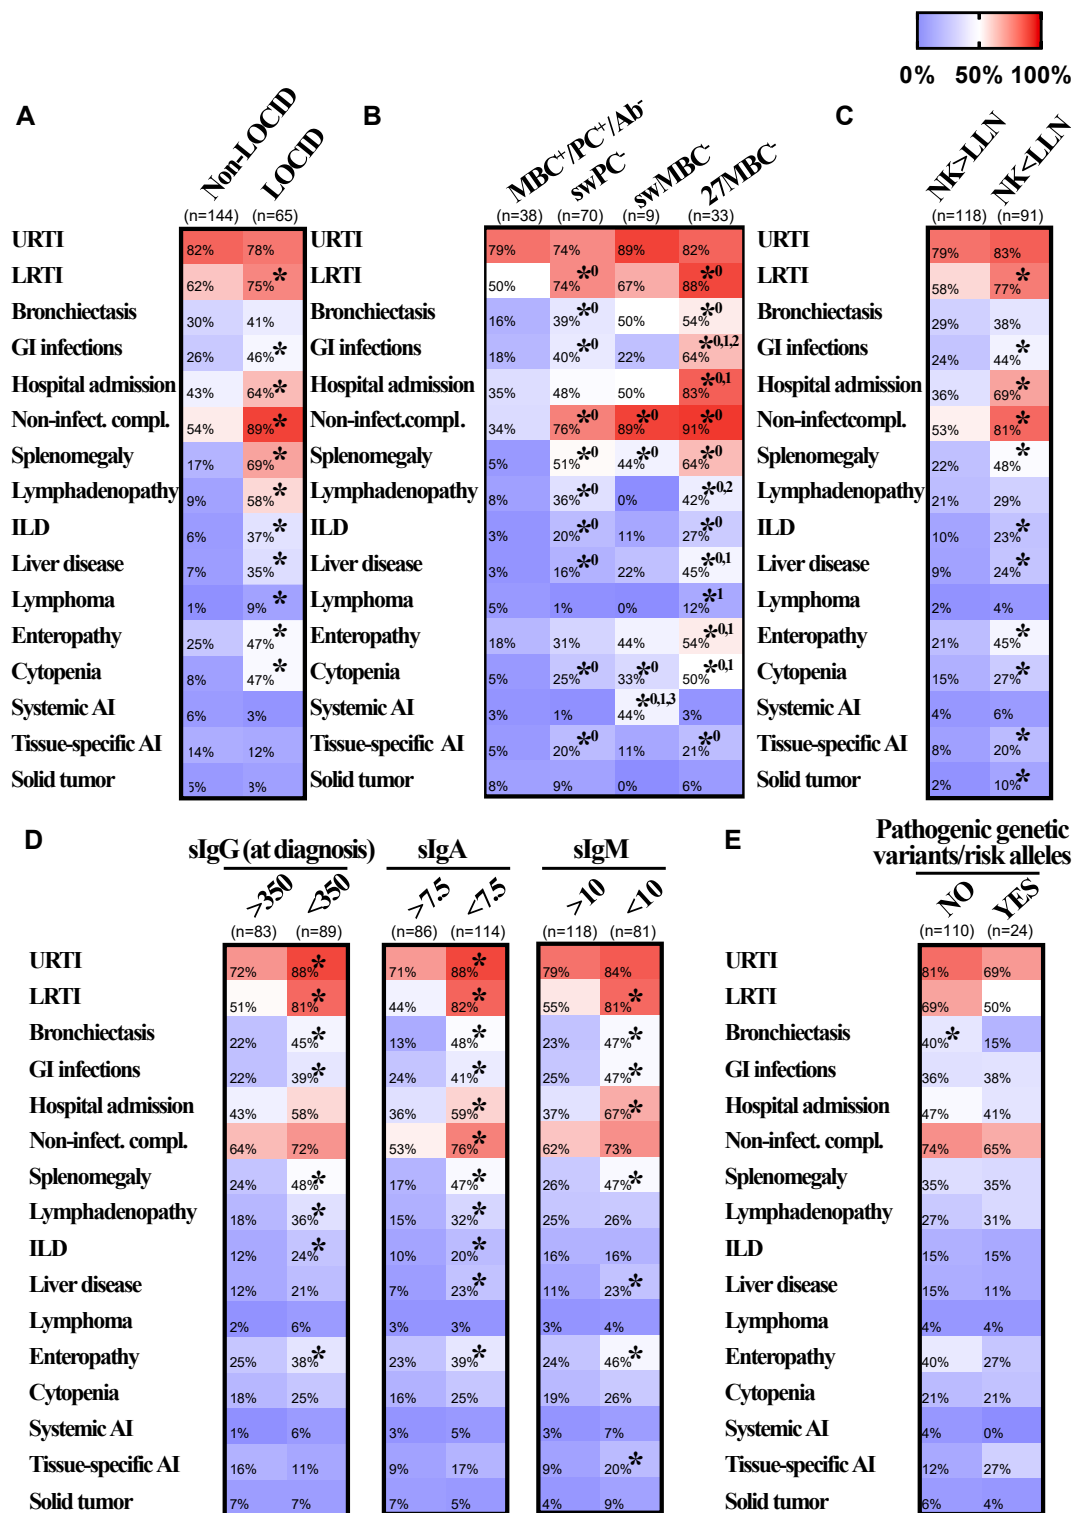 0% 50% 100%
A B C
Non-LOCID LOCID MBC⁺/PC⁺/Ab⁻ swPC⁻ swMBC⁻ 27MBC⁻ NK>LLN NK<LLN
(n=144) (n=65) (n=38) (n=70) (n=9) (n=33) (n=118) (n=91)
URTI 82% 78% URTI 79% 74% 89% 82% URTI 79% 83%
LRTI 62% 75%* LRTI 50% 74%*⁰ 67% 88%*⁰ LRTI 58% 77%*
Bronchiectasis 30% 41% Bronchiectasis 16% 39%*⁰ 50% 54%*⁰ Bronchiectasis 29% 38%
GI infections 26% 46%* GI infections 18% 40%*⁰ 22% 64%*⁰,¹,² GI infections 24% 44%*
Hospital admission 43% 64%* Hospital admission 35% 48% 50% 83%*⁰,¹ Hospital admission 36% 69%*
Non-infect. compl. 54% 89%* Non-infect.compl. 34% 76%*⁰ 89%*⁰ 91%*⁰ Non-infectcompl. 53% 81%*
Splenomegaly 17% 69%* Splenomegaly 5% 51%*⁰ 44%*⁰ 64%*⁰ Splenomegaly 22% 48%*
Lymphadenopathy 9% 58%* Lymphadenopathy 8% 36%*⁰ 0% 42%*⁰,² Lymphadenopathy 21% 29%
ILD 6% 37%* ILD 3% 20%*⁰ 11% 27%*⁰ ILD 10% 23%*
Liver disease 7% 35%* Liver disease 3% 16%*⁰ 22% 45%*⁰,¹ Liver disease 9% 24%*
Lymphoma 1% 9%* Lymphoma 5% 1% 0% 12%*¹ Lymphoma 2% 4%
Enteropathy 25% 47%* Enteropathy 18% 31% 44% 54%*⁰,¹ Enteropathy 21% 45%*
Cytopenia 8% 47%* Cytopenia 5% 25%*⁰ 33%*⁰ 50%*⁰,¹ Cytopenia 15% 27%*
Systemic AI 6% 3% Systemic AI 3% 1% 44%*⁰,¹,³ 3% Systemic AI 4% 6%
Tissue-specific AI 14% 12% Tissue-specific AI 5% 20%*⁰ 11% 21%*⁰ Tissue-specific AI 8% 20%*
Solid tumor 5% 3% Solid tumor 8% 9% 0% 6% Solid tumor 2% 10%*
D E
sIgG (at diagnosis) sIgA sIgM Pathogenic genetic
variants/risk alleles
>350 <350 >7.5 <7.5 >10 <10 NO YES
(n=83) (n=89) (n=86) (n=114) (n=118) (n=81) (n=110) (n=24)
URTI 72% 88%* 71% 88%* 79% 84% URTI 81% 69%
LRTI 51% 81%* 44% 82%* 55% 81%* LRTI 69% 50%
Bronchiectasis 22% 45%* 13% 48%* 23% 47%* Bronchiectasis 40%* 15%
GI infections 22% 39%* 24% 41%* 25% 47%* GI infections 36% 38%
Hospital admission 43% 58% 36% 59%* 37% 67%* Hospital admission 47% 41%
Non-infect. compl. 64% 72% 53% 76%* 62% 73% Non-infect. compl. 74% 65%
Splenomegaly 24% 48%* 17% 47%* 26% 47%* Splenomegaly 35% 35%
Lymphadenopathy 18% 36%* 15% 32%* 25% 26% Lymphadenopathy 27% 31%
ILD 12% 24%* 10% 20%* 16% 16% ILD 15% 15%
Liver disease 12% 21% 7% 23%* 11% 23%* Liver disease 15% 11%
Lymphoma 2% 6% 3% 3% 3% 4% Lymphoma 4% 4%
Enteropathy 25% 38%* 23% 39%* 24% 46%* Enteropathy 40% 27%
Cytopenia 18% 25% 16% 25% 19% 26% Cytopenia 21% 21%
Systemic AI 1% 6% 3% 5% 3% 7% Systemic AI 4% 0%
Tissue-specific AI 16% 11% 9% 17% 9% 20%* Tissue-specific AI 12% 27%
Solid tumor 7% 7% 7% 5% 4% 9% Solid tumor 6% 4%